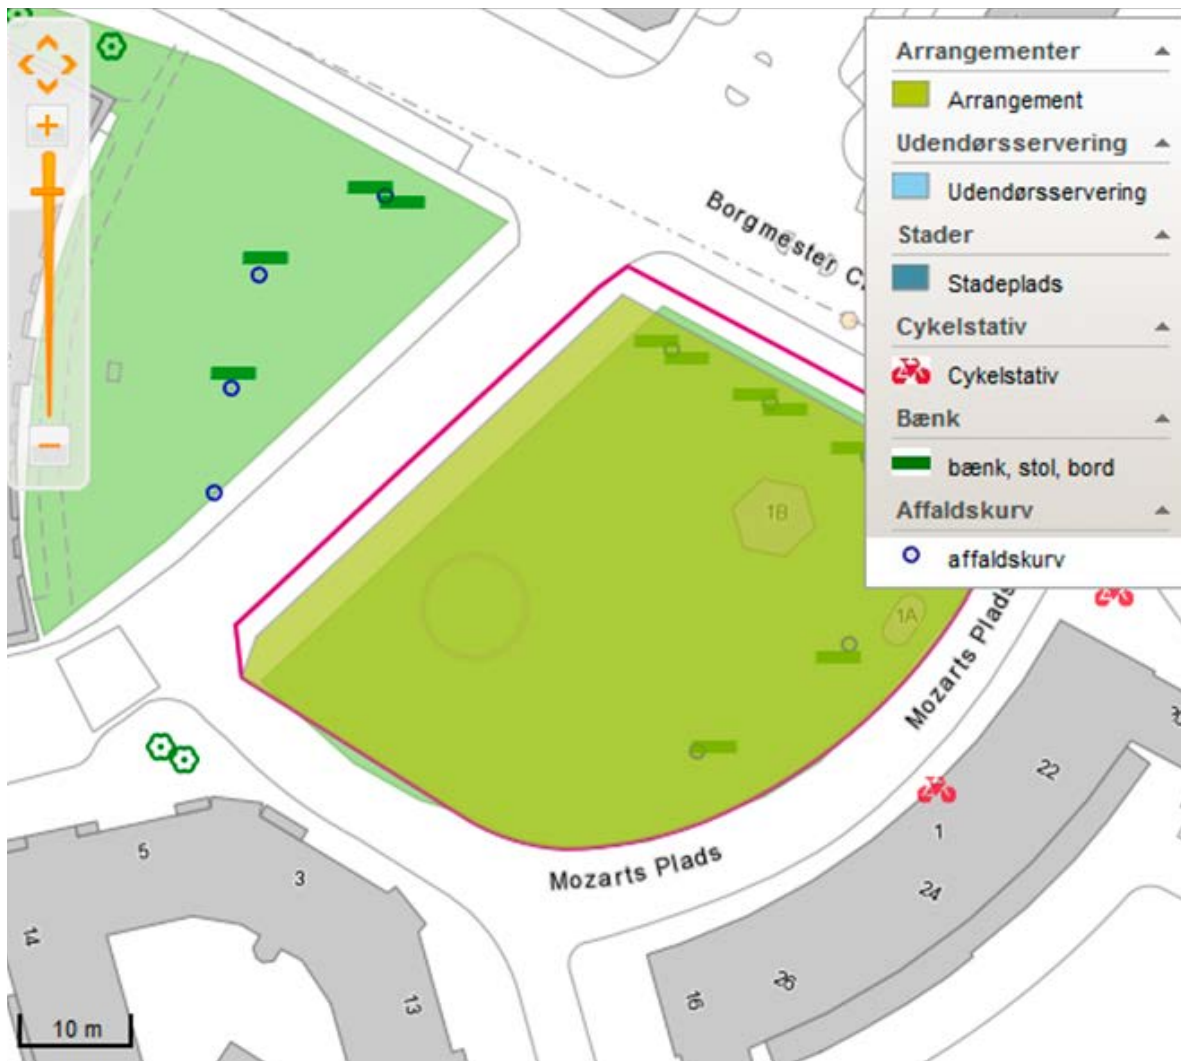 Arrangementer
Arrangement
Udendørsservering
Udendørsservering
Stader
Stadeplads
Cykelstativ
Cykelstativ
Bænk
bænk, stol, bord
Affaldskurv
affaldskurv
Borgmester C
1B
1A
Mozarts Plads
22
1
24
26
16
Mozarts Plads
5
3
14
13
10 m